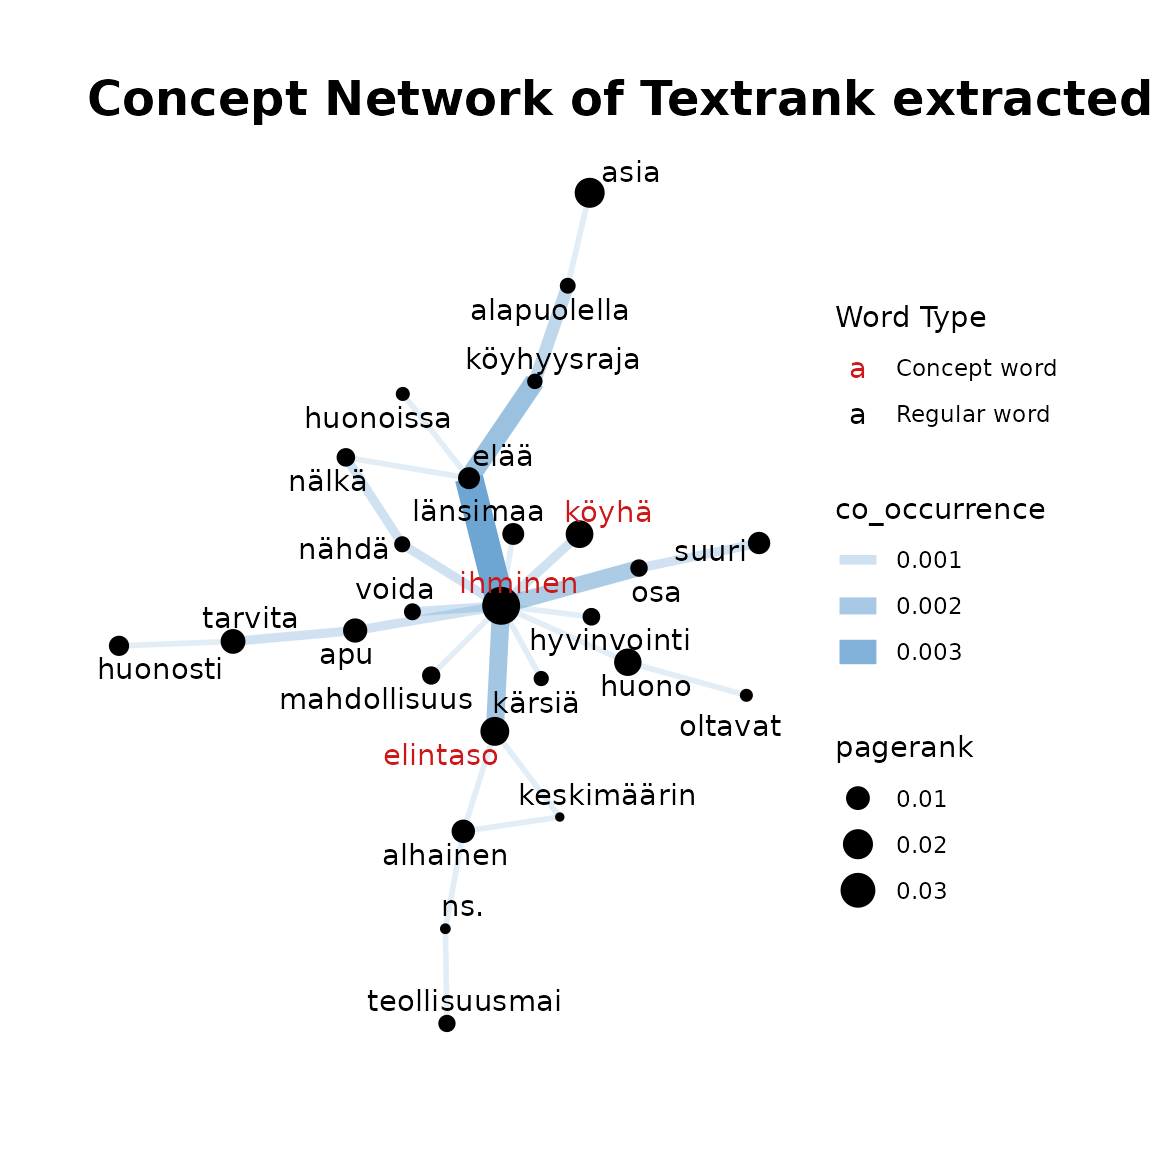 Concept Network of Textrank extracted
asia
alapuolella
köyhyysraja
huonoissa
elää
nälkä
länsimaa
köyhä
nähdä
suuri
ihminen
voida
osa
tarvita
hyvinvointi
apu
huonosti
huono
mahdollisuus
kärsiä
oltavat
elintaso
keskimäärin
alhainen
ns.
teollisuusmai
Word Type
a Concept word
a Regular word
co_occurrence
0.001
0.002
0.003
pagerank
0.01
0.02
0.03